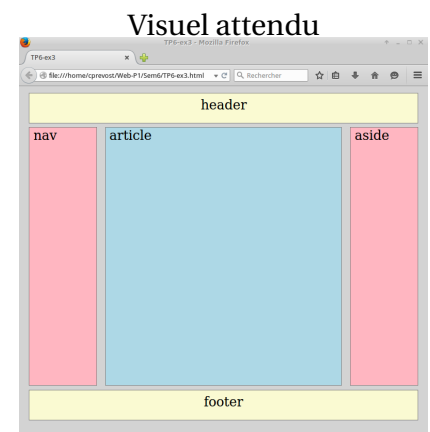 Visuel attendu
TP6-ex3 - Mozilla Firefox
TP6-ex3
file:///home/cprevost/Web-P1/Sem6/TP6-ex3.html
Rechercher
header
nav
article
aside
footer